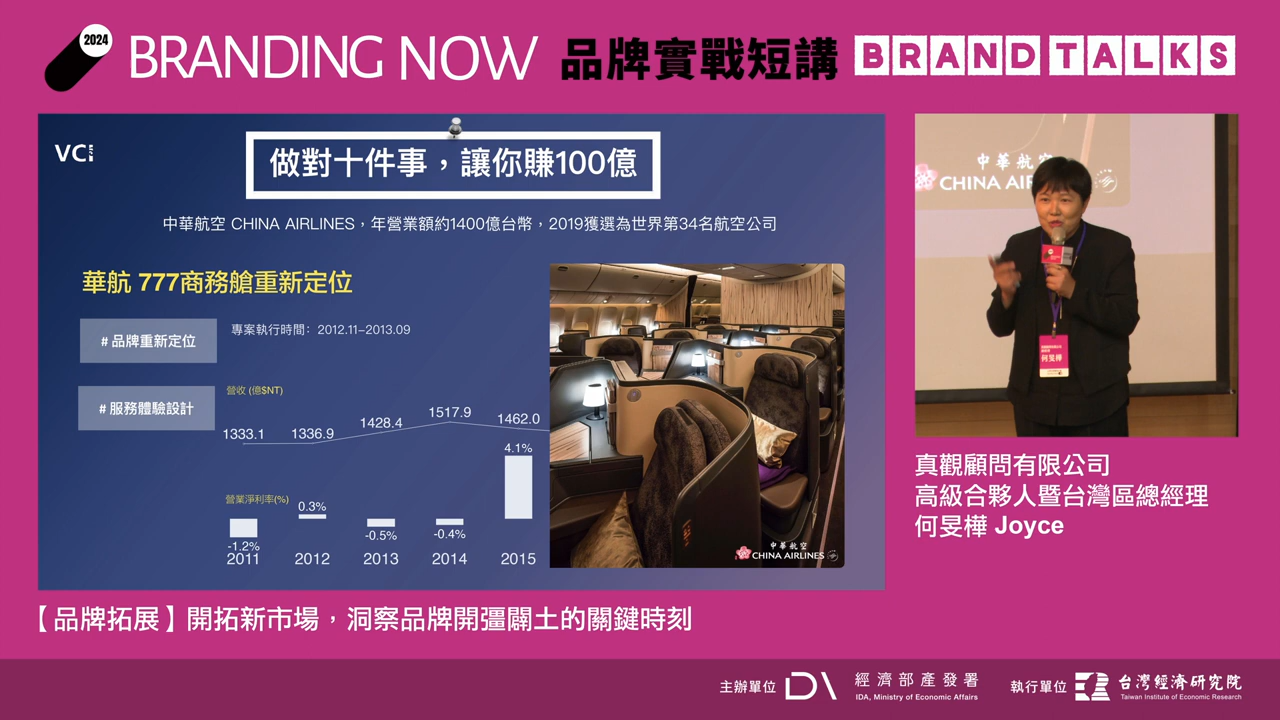 2024
BRANDING NOW 品牌實戰短講 BRAND TALKS
VC
做對十件事，讓你賺100億
中華航空 CHINA AIRLINES，年營業額約1400億台幣，2019獲選為世界第34名航空公司
華航 777商務艙重新定位
# 品牌重新定位
專案執行時間：2012.11–2013.09
# 服務體驗設計
營收 (億$NT)
1333.1 1336.9 1428.4 1517.9 1462.0
營業淨利率(%)
-1.2% 0.3% -0.5% -0.4% 4.1%
2011 2012 2013 2014 2015
中華航空
CHINA AIRLINES
中華航空
CHINA AIR
何旻樺
真觀顧問有限公司
高級合夥人暨台灣區總經理
何旻樺 Joyce
【品牌拓展】開拓新市場，洞察品牌開彊闢土的關鍵時刻
主辦單位 IDA 經濟部產發署
IDA, Ministry of Economic Affairs
執行單位 台灣經濟研究院
Taiwan Institute of Economic Research